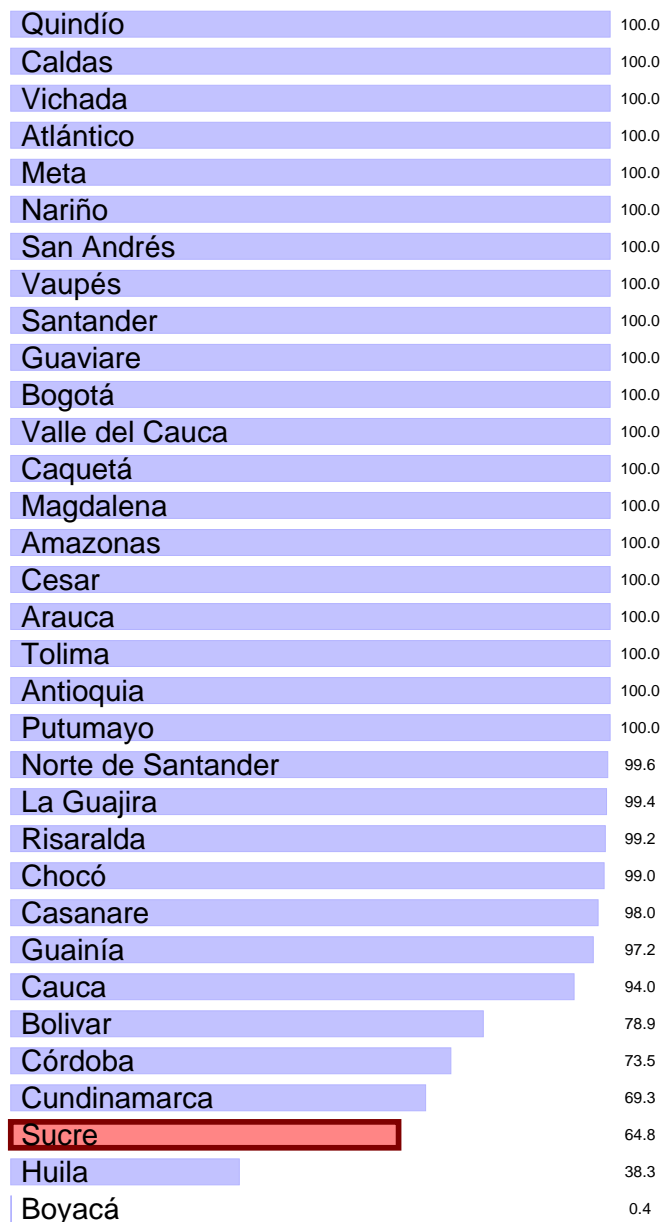 Quindío 100.0
Caldas 100.0
Vichada 100.0
Atlántico 100.0
Meta 100.0
Nariño 100.0
San Andrés 100.0
Vaupés 100.0
Santander 100.0
Guaviare 100.0
Bogotá 100.0
Valle del Cauca 100.0
Caquetá 100.0
Magdalena 100.0
Amazonas 100.0
Cesar 100.0
Arauca 100.0
Tolima 100.0
Antioquia 100.0
Putumayo 100.0
Norte de Santander 99.6
La Guajira 99.4
Risaralda 99.2
Chocó 99.0
Casanare 98.0
Guainía 97.2
Cauca 94.0
Bolivar 78.9
Córdoba 73.5
Cundinamarca 69.3
Sucre 64.8
Huila 38.3
Boyacá 0.4